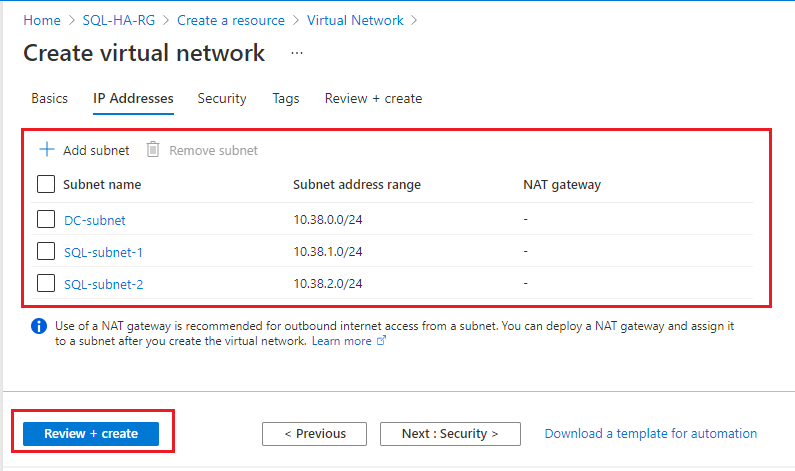 Home > SQL-HA-RG > Create a resource > Virtual Network >
Create virtual network ...
Basics IP Addresses Security Tags Review + create
+ Add subnet Remove subnet
Subnet name Subnet address range NAT gateway
DC-subnet 10.38.0.0/24 -
SQL-subnet-1 10.38.1.0/24 -
SQL-subnet-2 10.38.2.0/24 -
Use of a NAT gateway is recommended for outbound internet access from a subnet. You can deploy a NAT gateway and assign it
to a subnet after you create the virtual network. Learn more
Review + create < Previous Next : Security > Download a template for automation